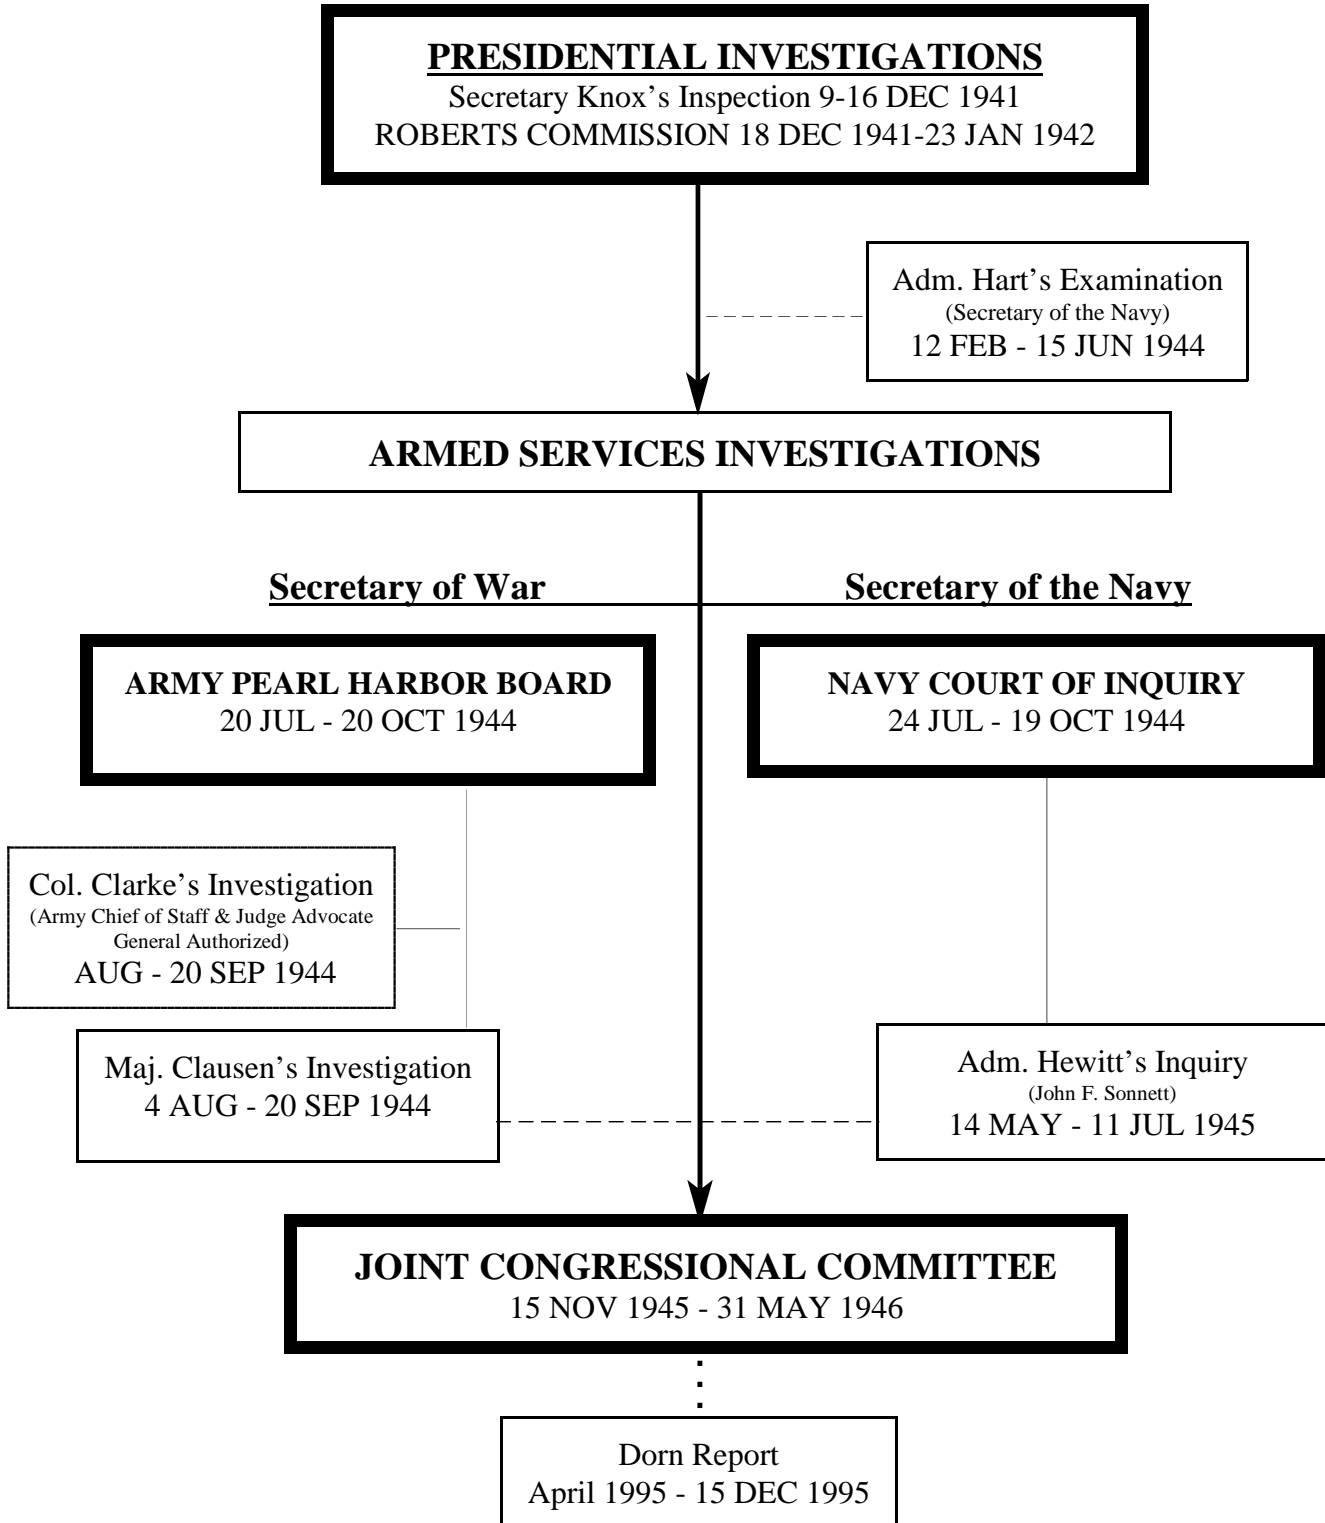 PRESIDENTIAL INVESTIGATIONS
Secretary Knox’s Inspection 9-16 DEC 1941
ROBERTS COMMISSION 18 DEC 1941-23 JAN 1942
Adm. Hart’s Examination
(Secretary of the Navy)
12 FEB - 15 JUN 1944
ARMED SERVICES INVESTIGATIONS
Secretary of War
Secretary of the Navy
ARMY PEARL HARBOR BOARD
20 JUL - 20 OCT 1944
NAVY COURT OF INQUIRY
24 JUL - 19 OCT 1944
Col. Clarke’s Investigation
(Army Chief of Staff & Judge Advocate
General Authorized)
AUG - 20 SEP 1944
Maj. Clausen’s Investigation
4 AUG - 20 SEP 1944
Adm. Hewitt’s Inquiry
(John F. Sonnett)
14 MAY - 11 JUL 1945
JOINT CONGRESSIONAL COMMITTEE
15 NOV 1945 - 31 MAY 1946
Dorn Report
April 1995 - 15 DEC 1995